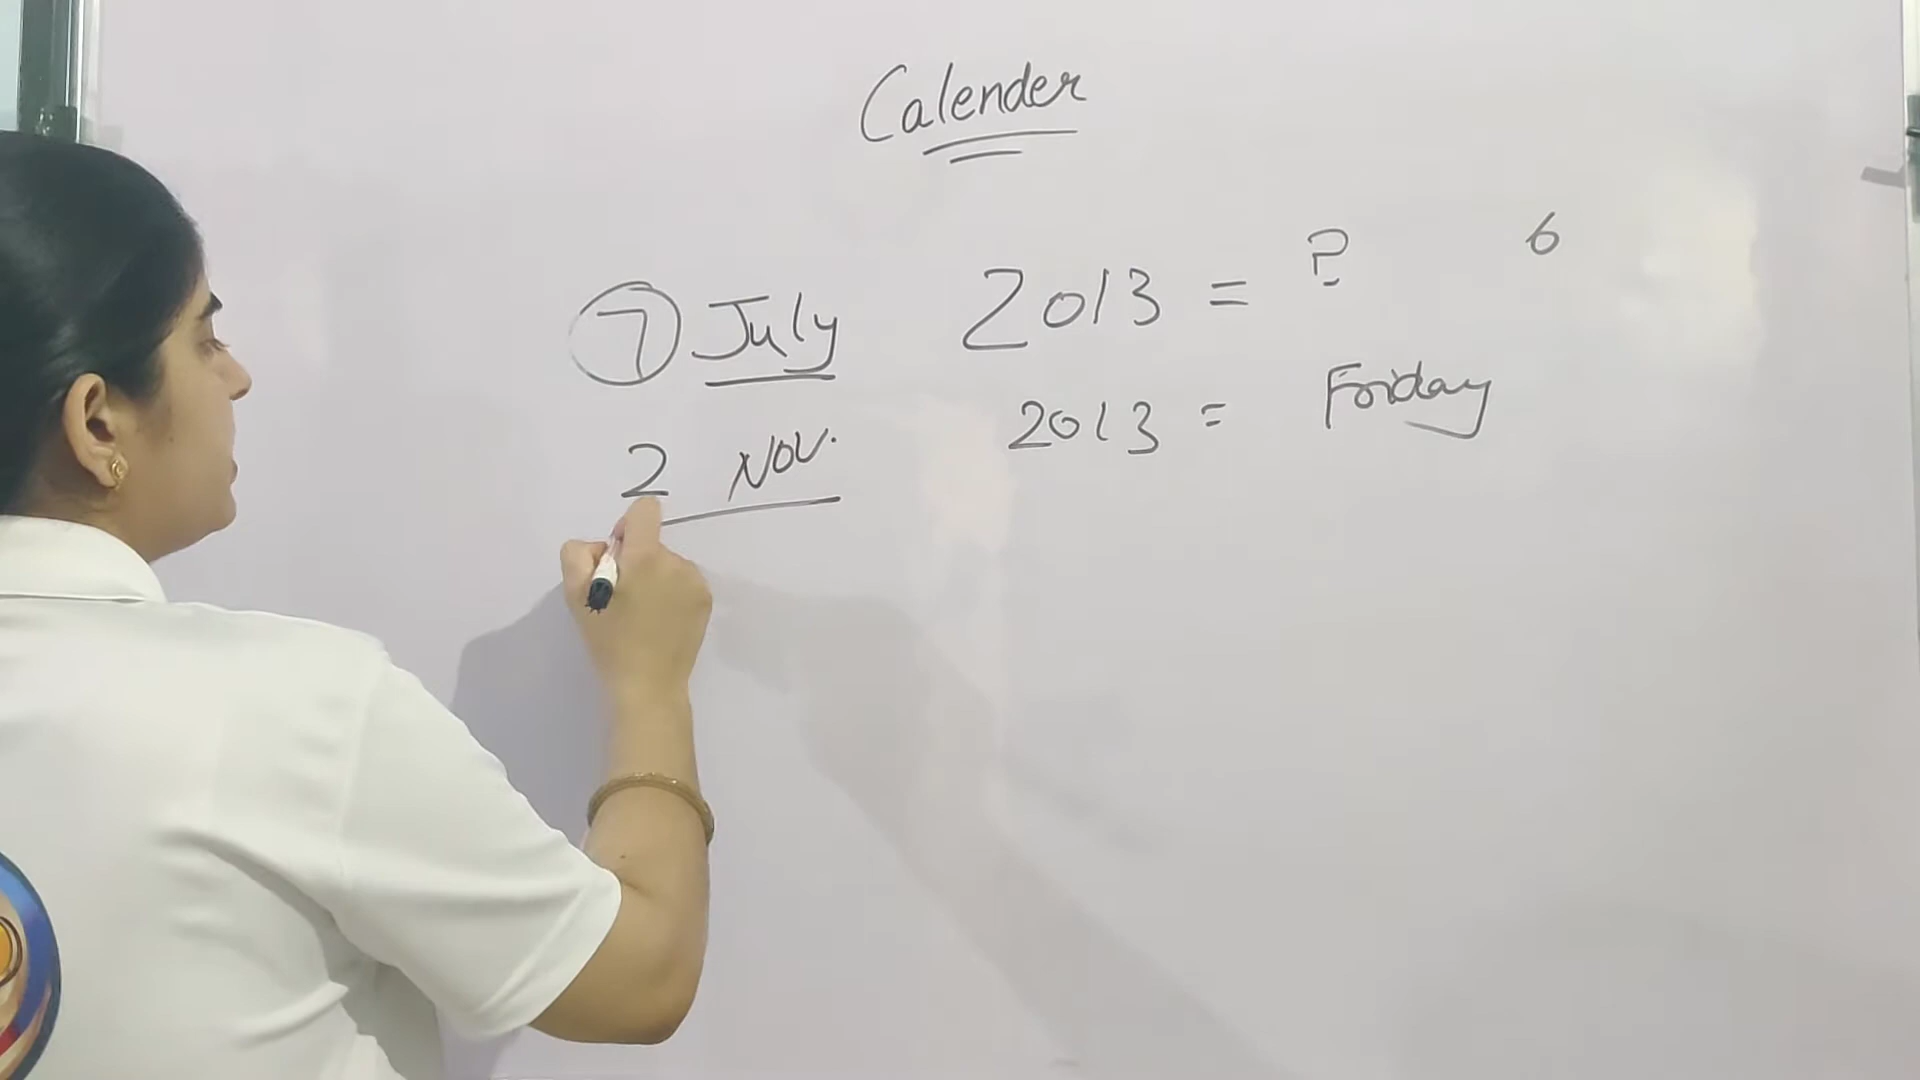 Calender
7 July 2013 = ? 6
2 Nov. 2013 = Friday